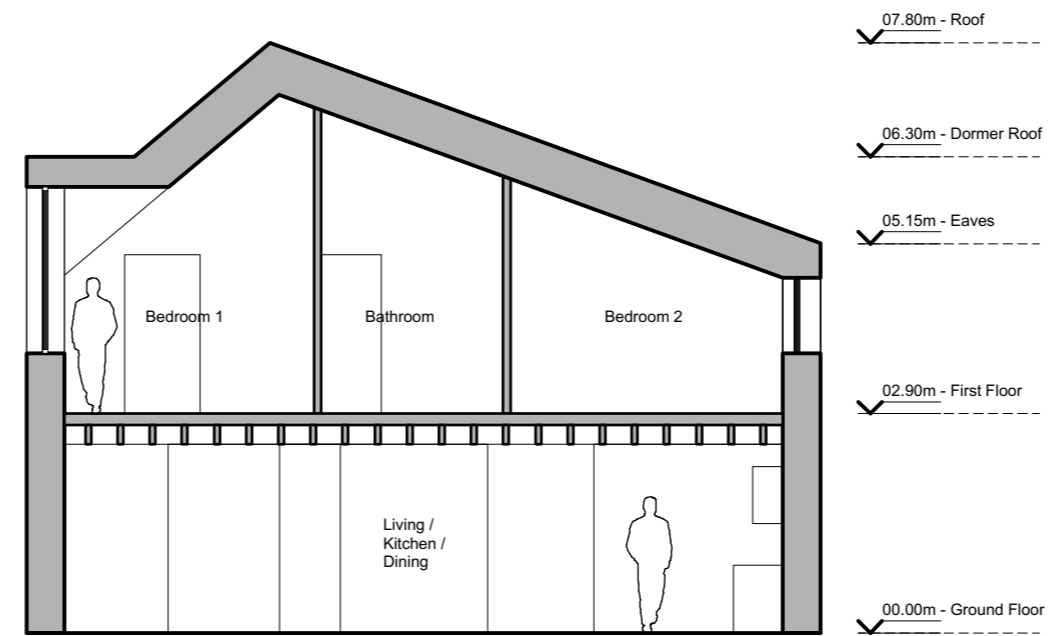 07.80m - Roof
06.30m - Dormer Roof
05.15m - Eaves
Bedroom 1
Bathroom
Bedroom 2
02.90m - First Floor
Living /
Kitchen /
Dining
00.00m - Ground Floor